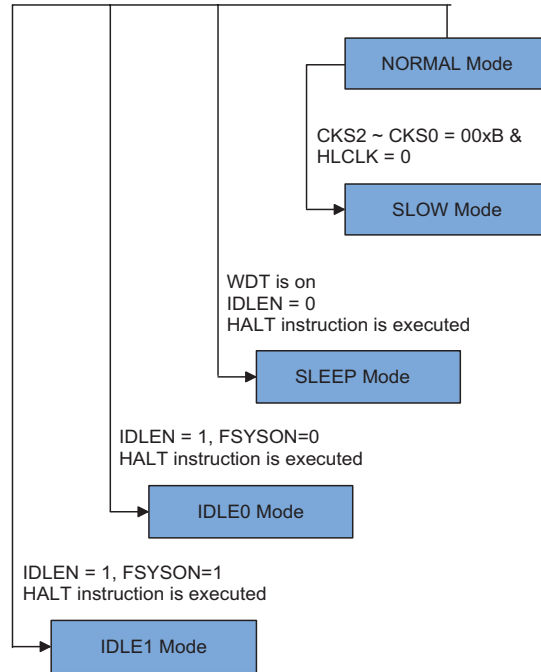 NORMAL Mode
CKS2 ~ CKS0 = 00xB &
HLCLK = 0
SLOW Mode
WDT is on
IDLEN = 0
HALT instruction is executed
SLEEP Mode
IDLEN = 1, FSYSON=0
HALT instruction is executed
IDLE0 Mode
IDLEN = 1, FSYSON=1
HALT instruction is executed
IDLE1 Mode